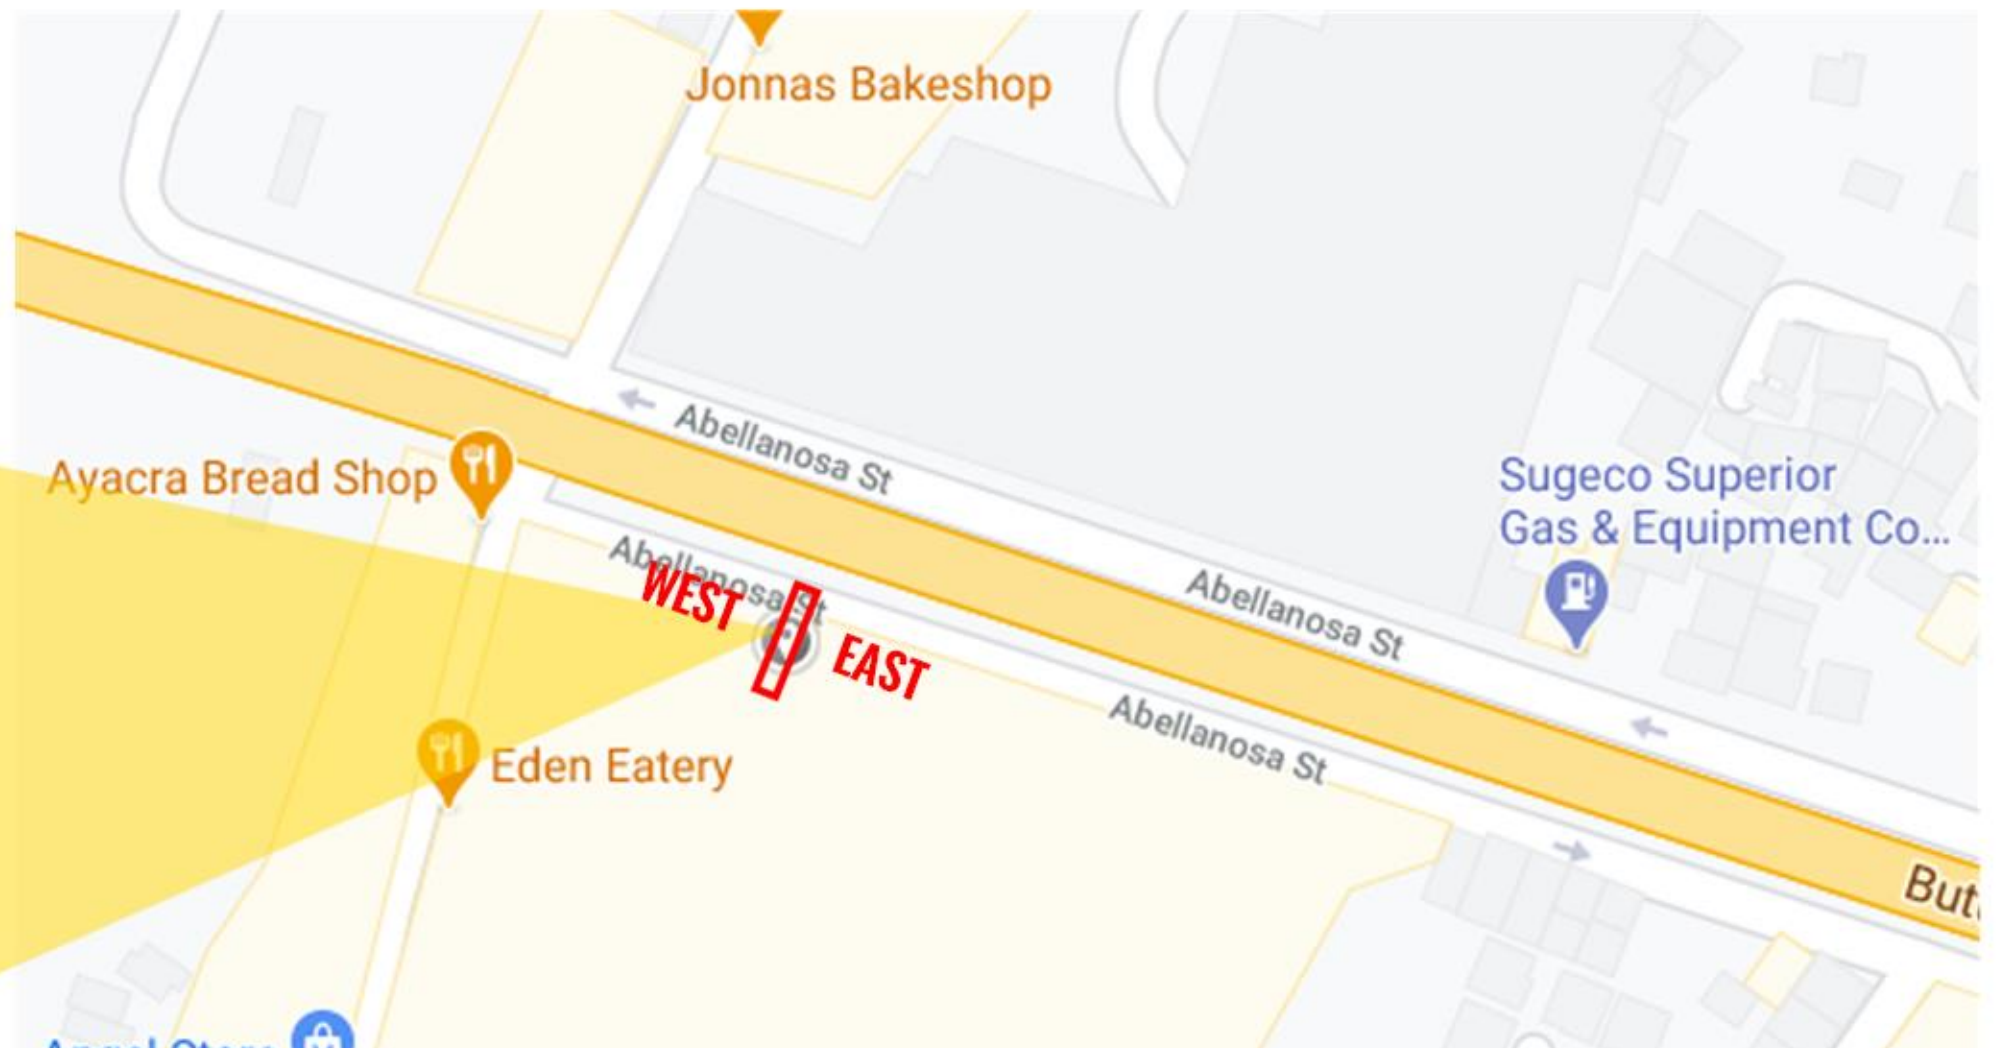 Jonnas Bakeshop
Abellanosa St
Ayacra Bread Shop
Sugeco Superior
Gas & Equipment Co...
Abellanosa St
WEST
EAST
Abellanosa St
Abellanosa St
Eden Eatery